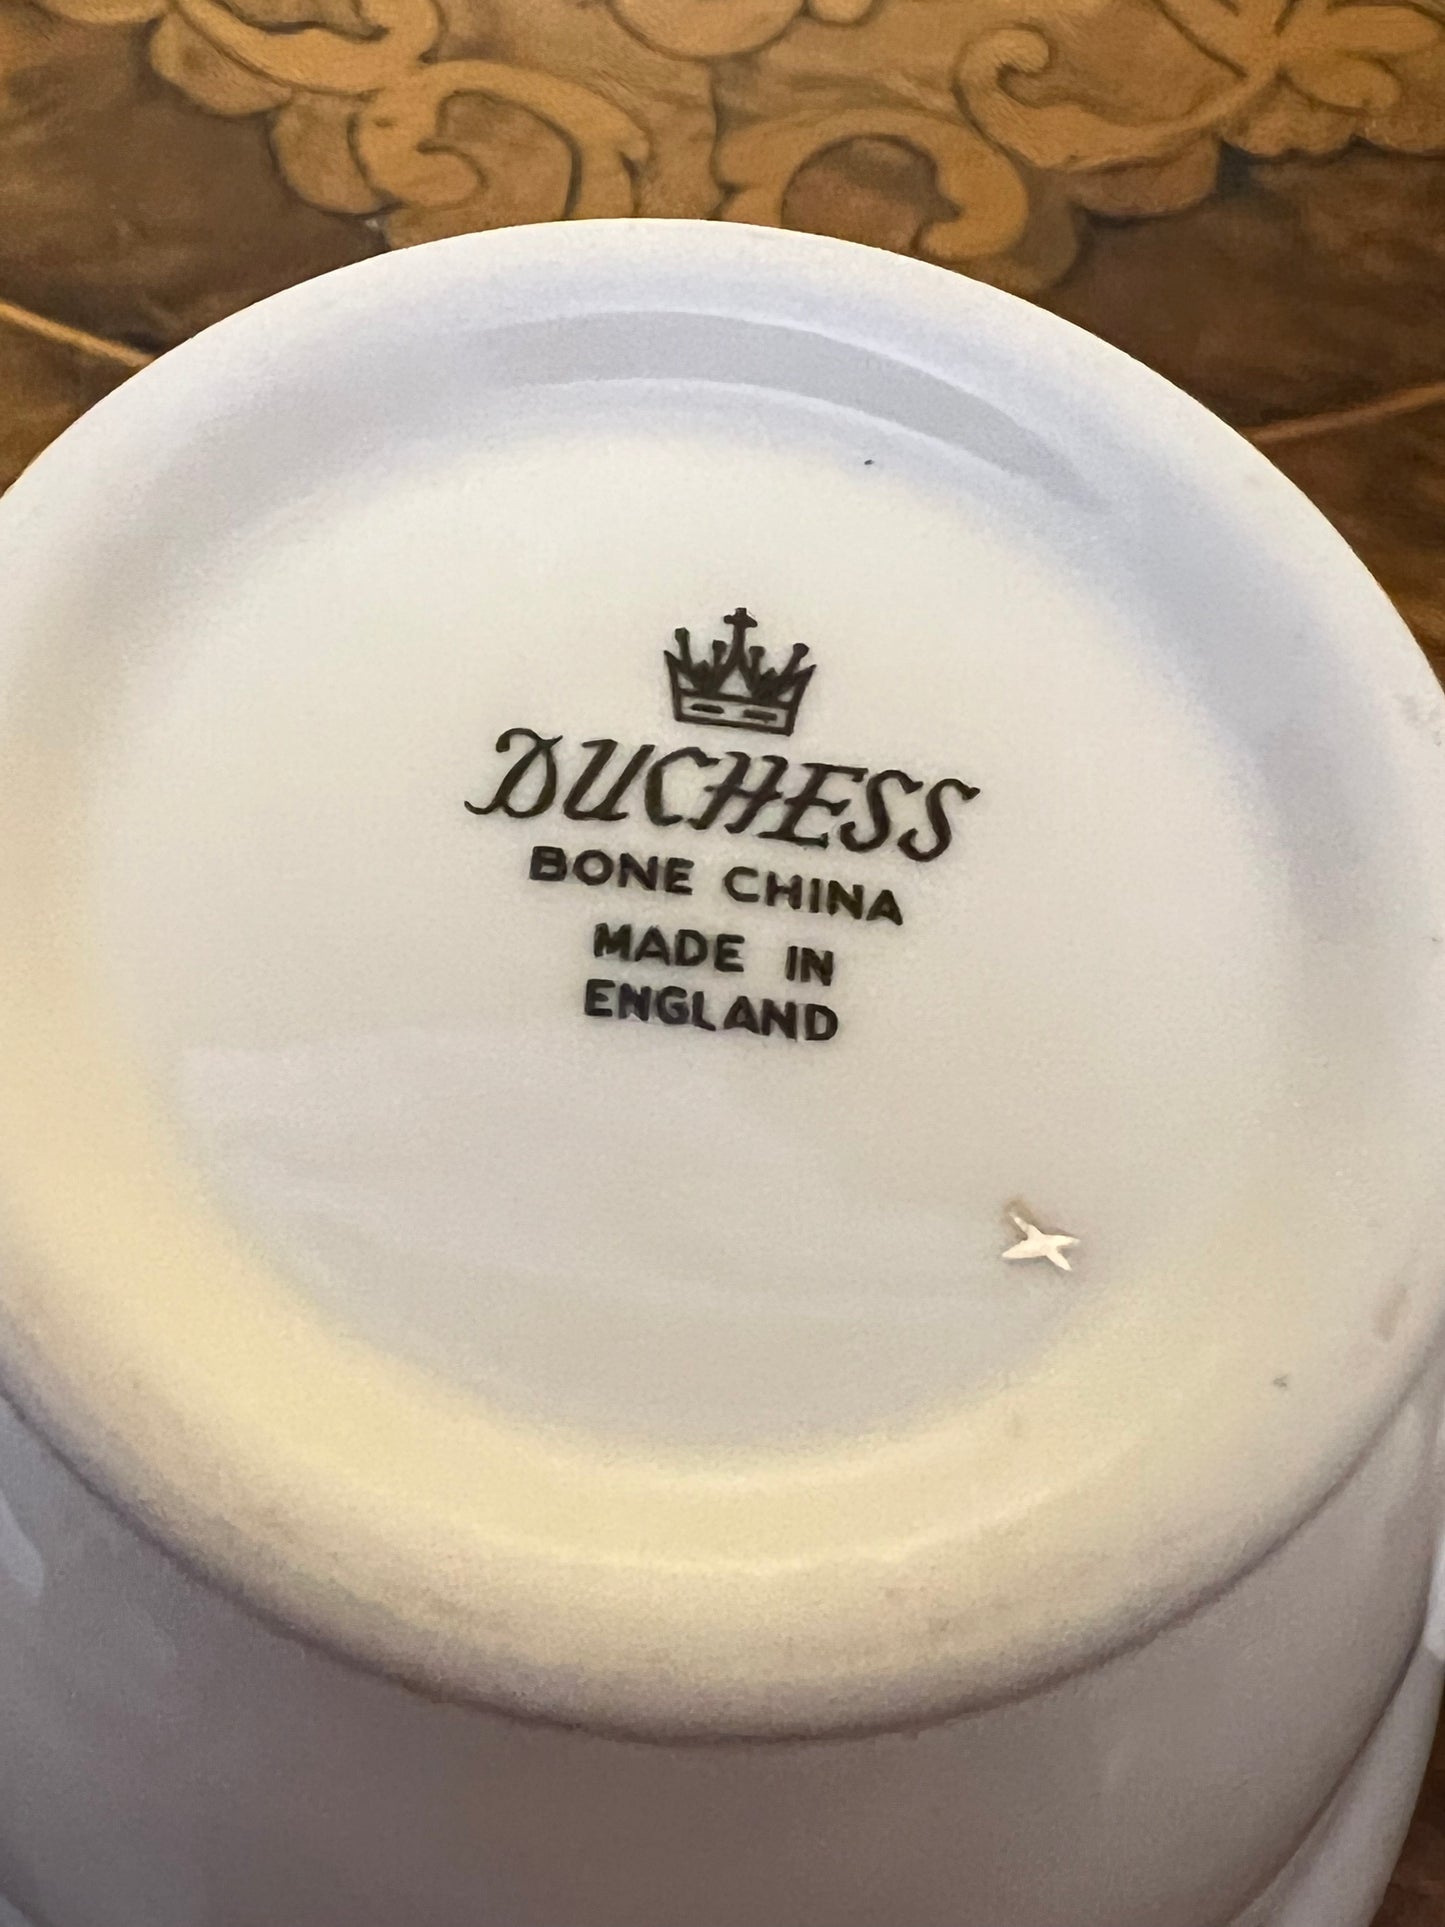 DUCHESS
BONE CHINA
MADE IN
ENGLAND